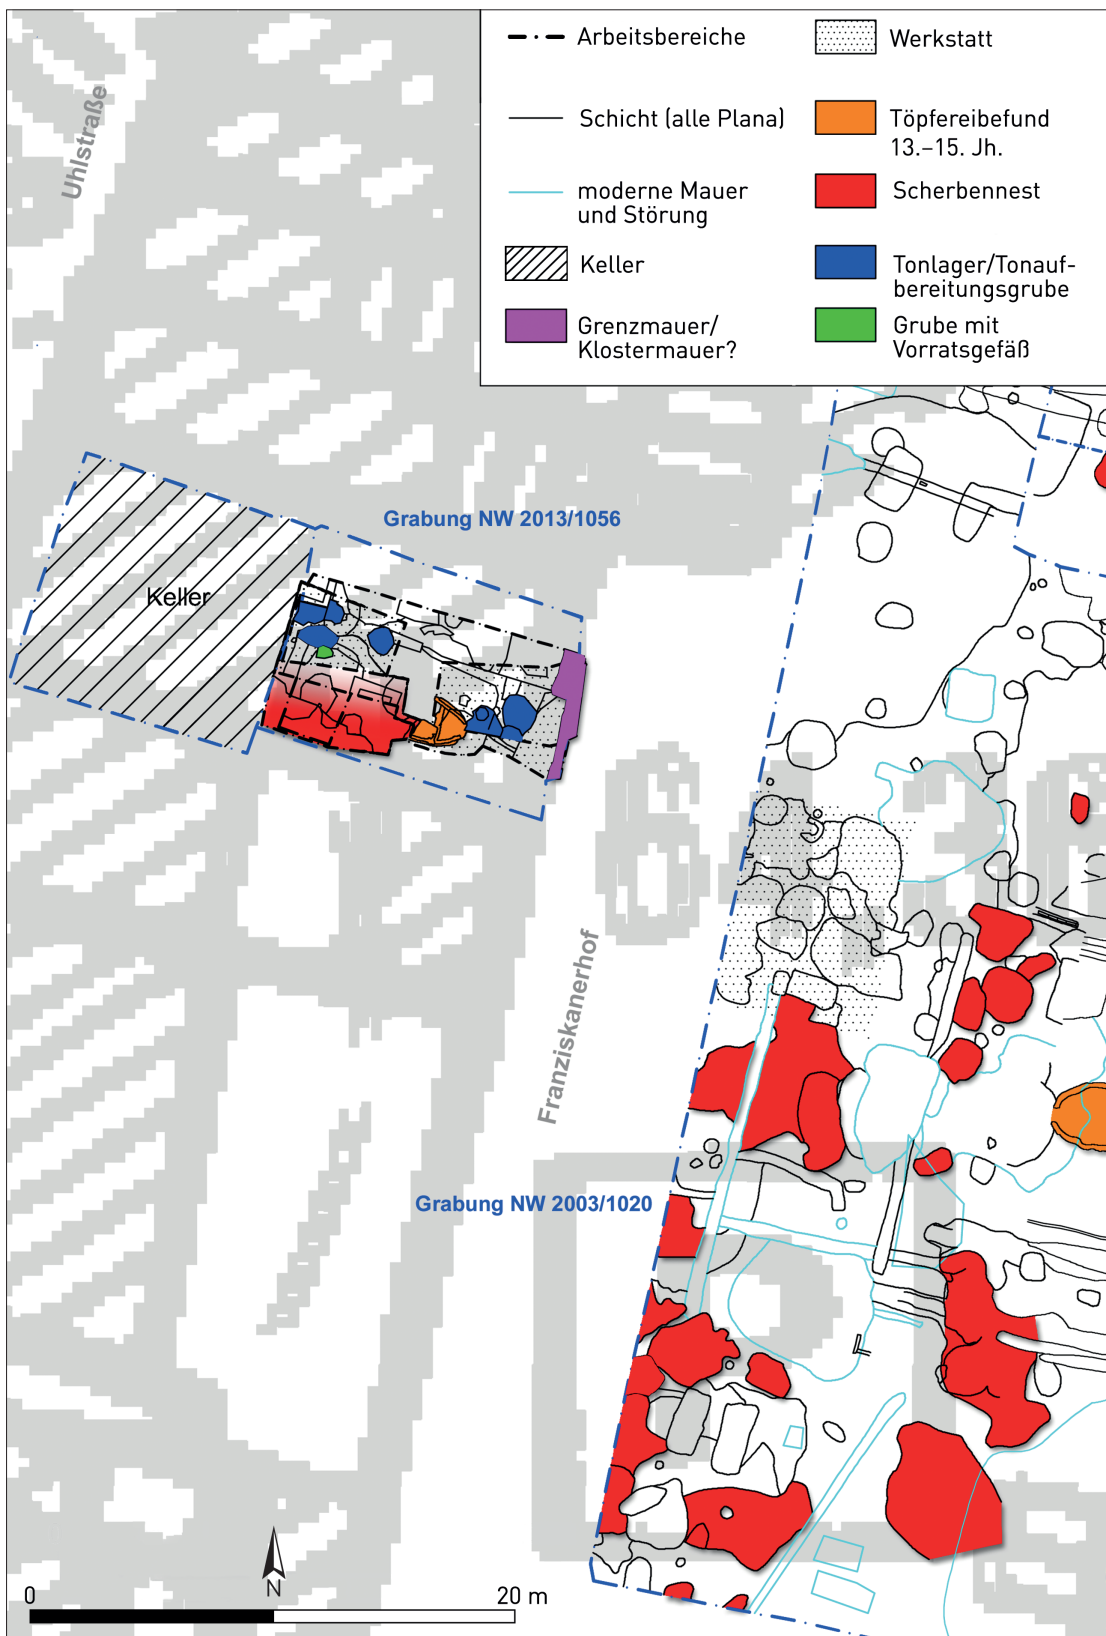 Arbeitsbereiche
Schicht (alle Plana)
moderne Mauer
und Störung
Keller
Grenzmauer/
Klostermauer?
Werkstatt
Töpfereibefund
13.–15. Jh.
Scherbennest
Tonlager/Tonauf-
bereitungsgrube
Grube mit
Vorratsgefäß
Uhlstraße
Grabung NW 2013/1056
Keller
Franziskanerhof
Grabung NW 2003/1020
N
0
20 m